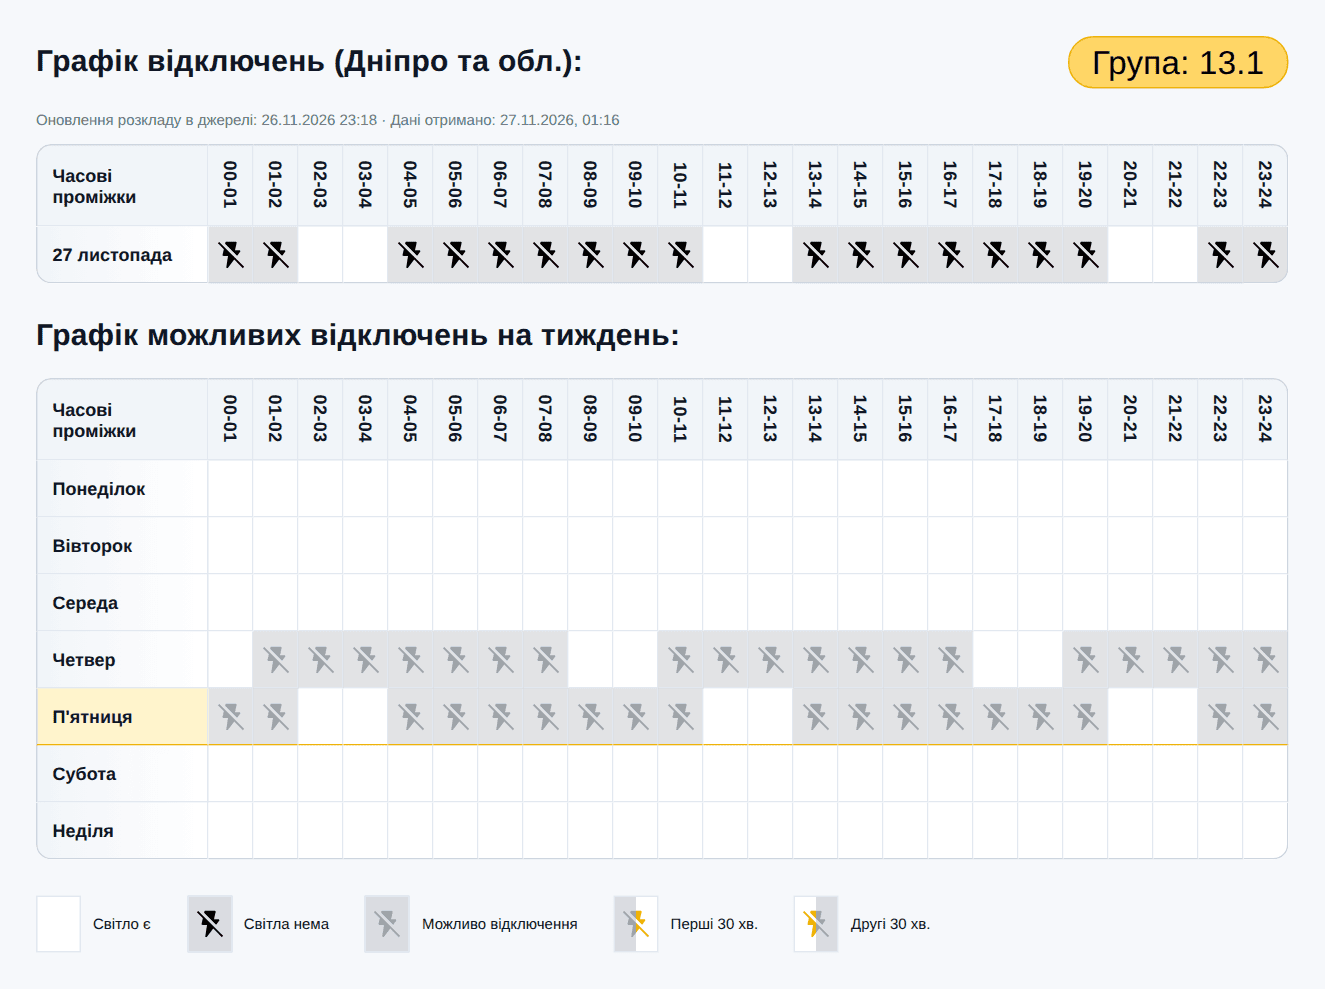 Графік відключень (Дніпро та обл.):
Група: 13.1
Оновлення розкладу в джерелі: 26.11.2026 23:18 · Дані отримано: 27.11.2026, 01:16
Часові
проміжки
00-01 01-02 02-03 03-04 04-05 05-06 06-07 07-08 08-09 09-10 10-11 11-12 12-13 13-14 14-15 15-16 16-17 17-18 18-19 19-20 20-21 21-22 22-23 23-24
27 листопада
Графік можливих відключень на тиждень:
Часові
проміжки
00-01 01-02 02-03 03-04 04-05 05-06 06-07 07-08 08-09 09-10 10-11 11-12 12-13 13-14 14-15 15-16 16-17 17-18 18-19 19-20 20-21 21-22 22-23 23-24
Понеділок
Вівторок
Середа
Четвер
П'ятниця
Субота
Неділя
Світло є Світла нема Можливо відключення Перші 30 хв. Другі 30 хв.